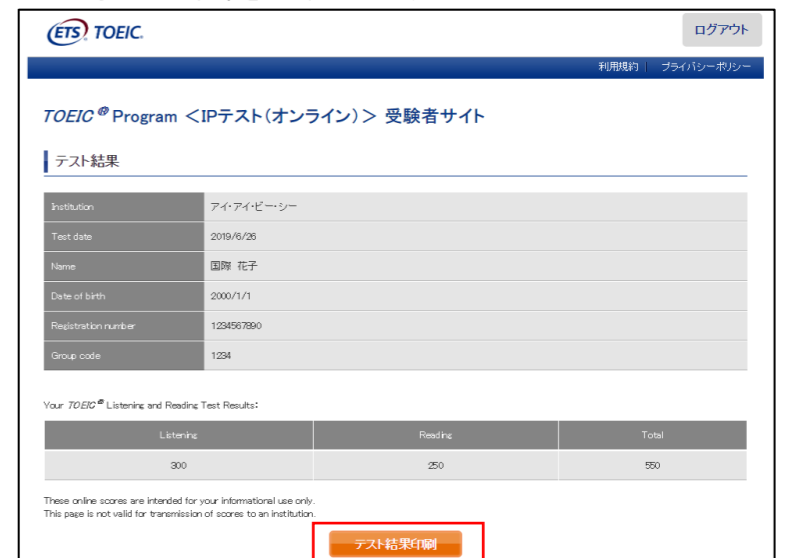 ETS TOEIC.
ログアウト
利用規約 | プライバシーポリシー
TOEIC® Program <IPテスト(オンライン)> 受験者サイト
テスト結果
Institution アイ・アイ・ビー・シー
Test date 2019/6/26
Name 国際 花子
Date of birth 2000/1/1
Registration number 1234567890
Group code 1234
Your TOEIC® Listening and Reading Test Results:
Listening Reading Total
300 250 550
These online scores are intended for your informational use only.
This page is not valid for transmission of scores to an institution.
テスト結果印刷